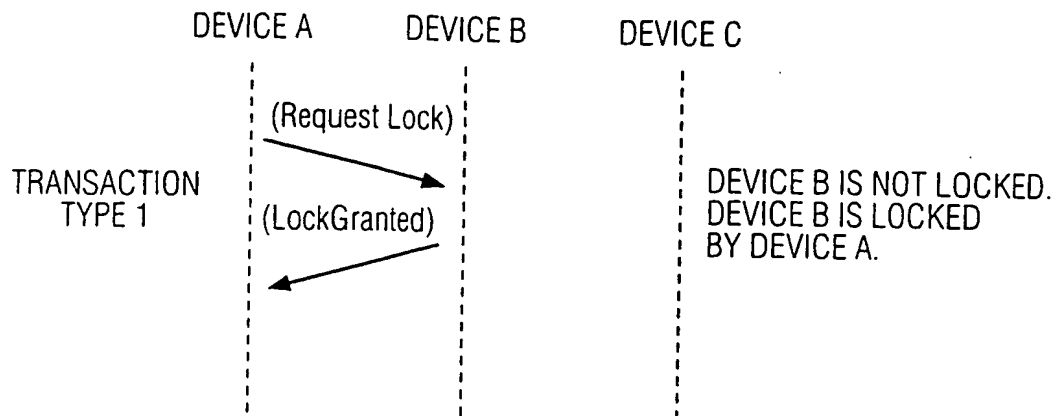 DEVICE A DEVICE B DEVICE C
(Request Lock)
TRANSACTION
TYPE 1
(LockGranted)
DEVICE B IS NOT LOCKED.
DEVICE B IS LOCKED
BY DEVICE A.